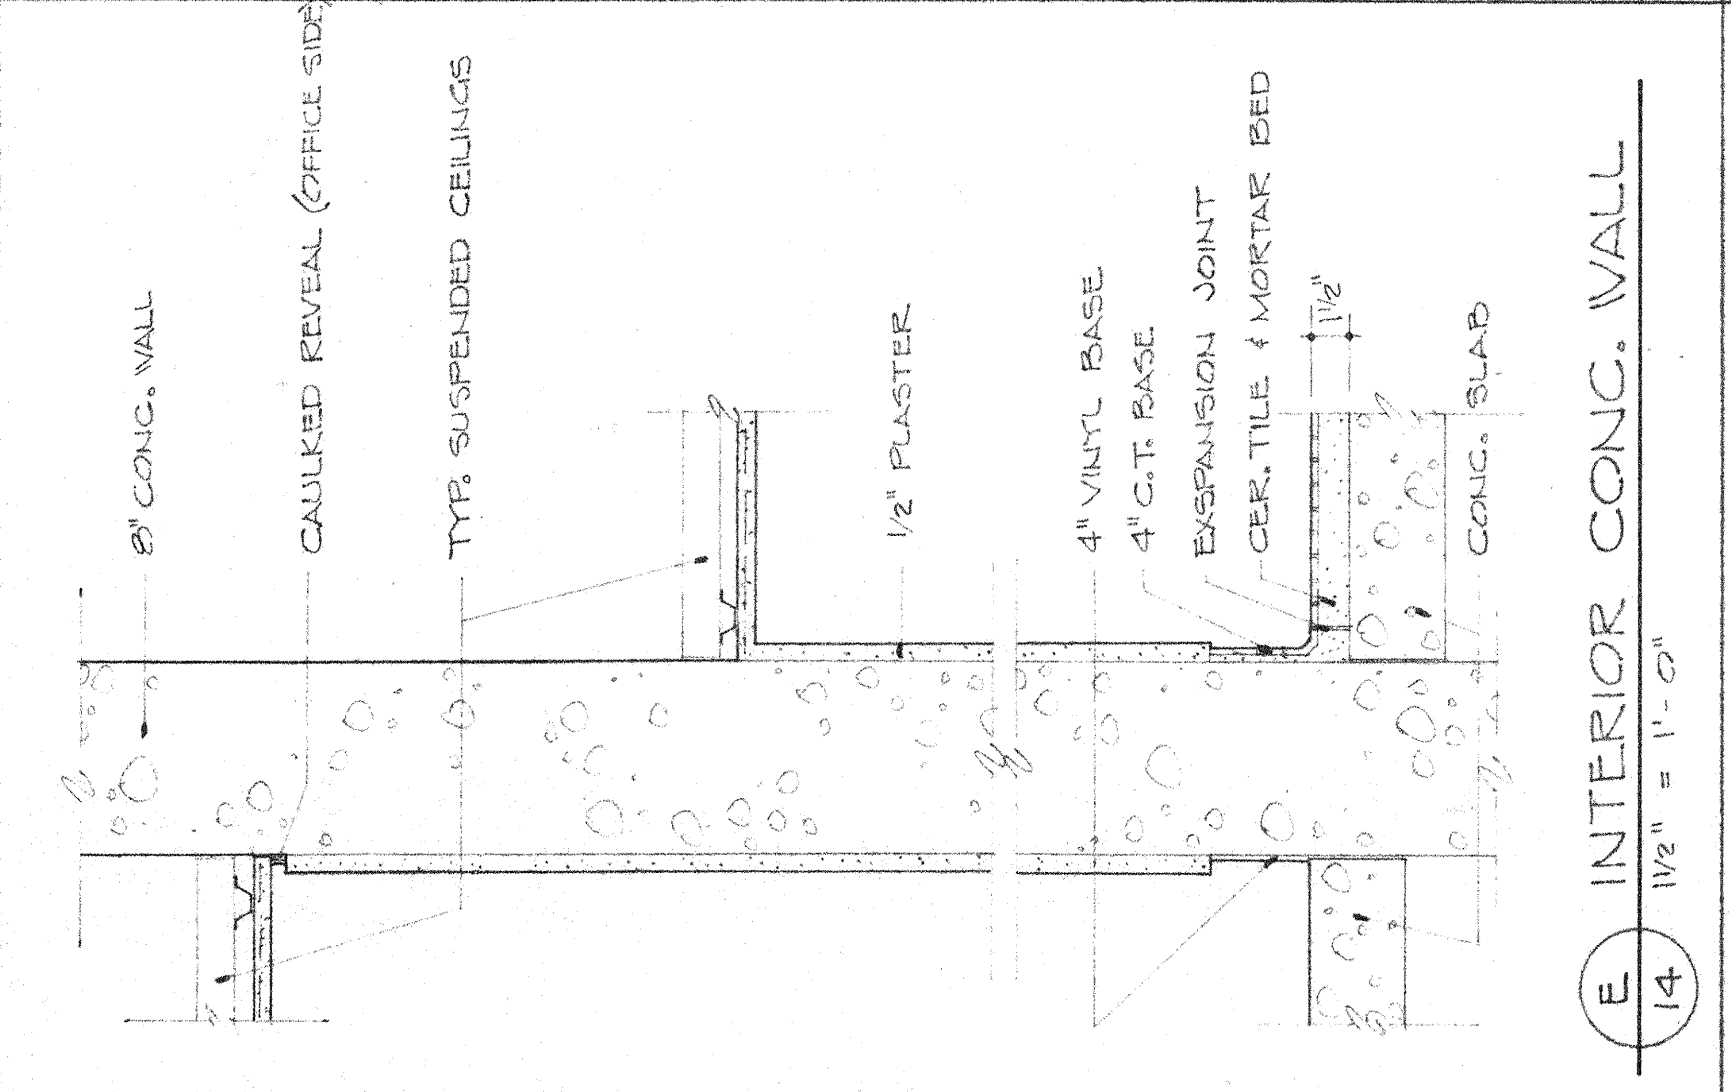 8" CONC. WALL
CAULKED REVEAL (OFFICE SIDE)
TYP. SUSPENDED CEILINGS
1/2" PLASTER
4" VINYL BASE
4" C.T. BASE
EXSPANSION JOINT
CER. TILE & MORTAR BED
1 1/2"
CONC. SLAB
E INTERIOR CONC. WALL
14 1 1/2" = 1'-0"